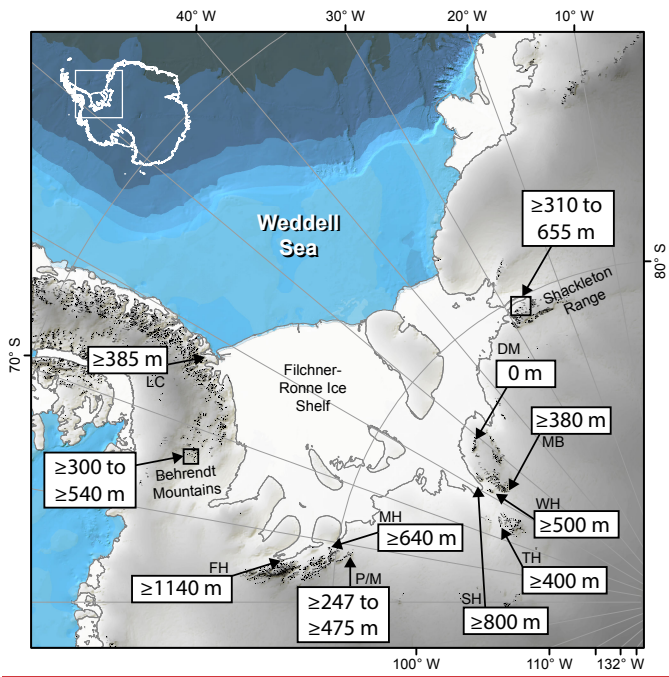 40° W
30° W
20° W
10° W
Weddell
Sea
≥310 to
655 m
80° S
Shackleton
Range
70° S
≥385 m
LC
Filchner-
Ronne Ice
Shelf
DM
0 m
≥380 m
MB
≥300 to
≥540 m
Behrendt
Mountains
WH
≥500 m
MH
≥640 m
TH
≥400 m
FH
≥1140 m
P/M
≥247 to
≥475 m
SH
≥800 m
100° W
110° W
132° W